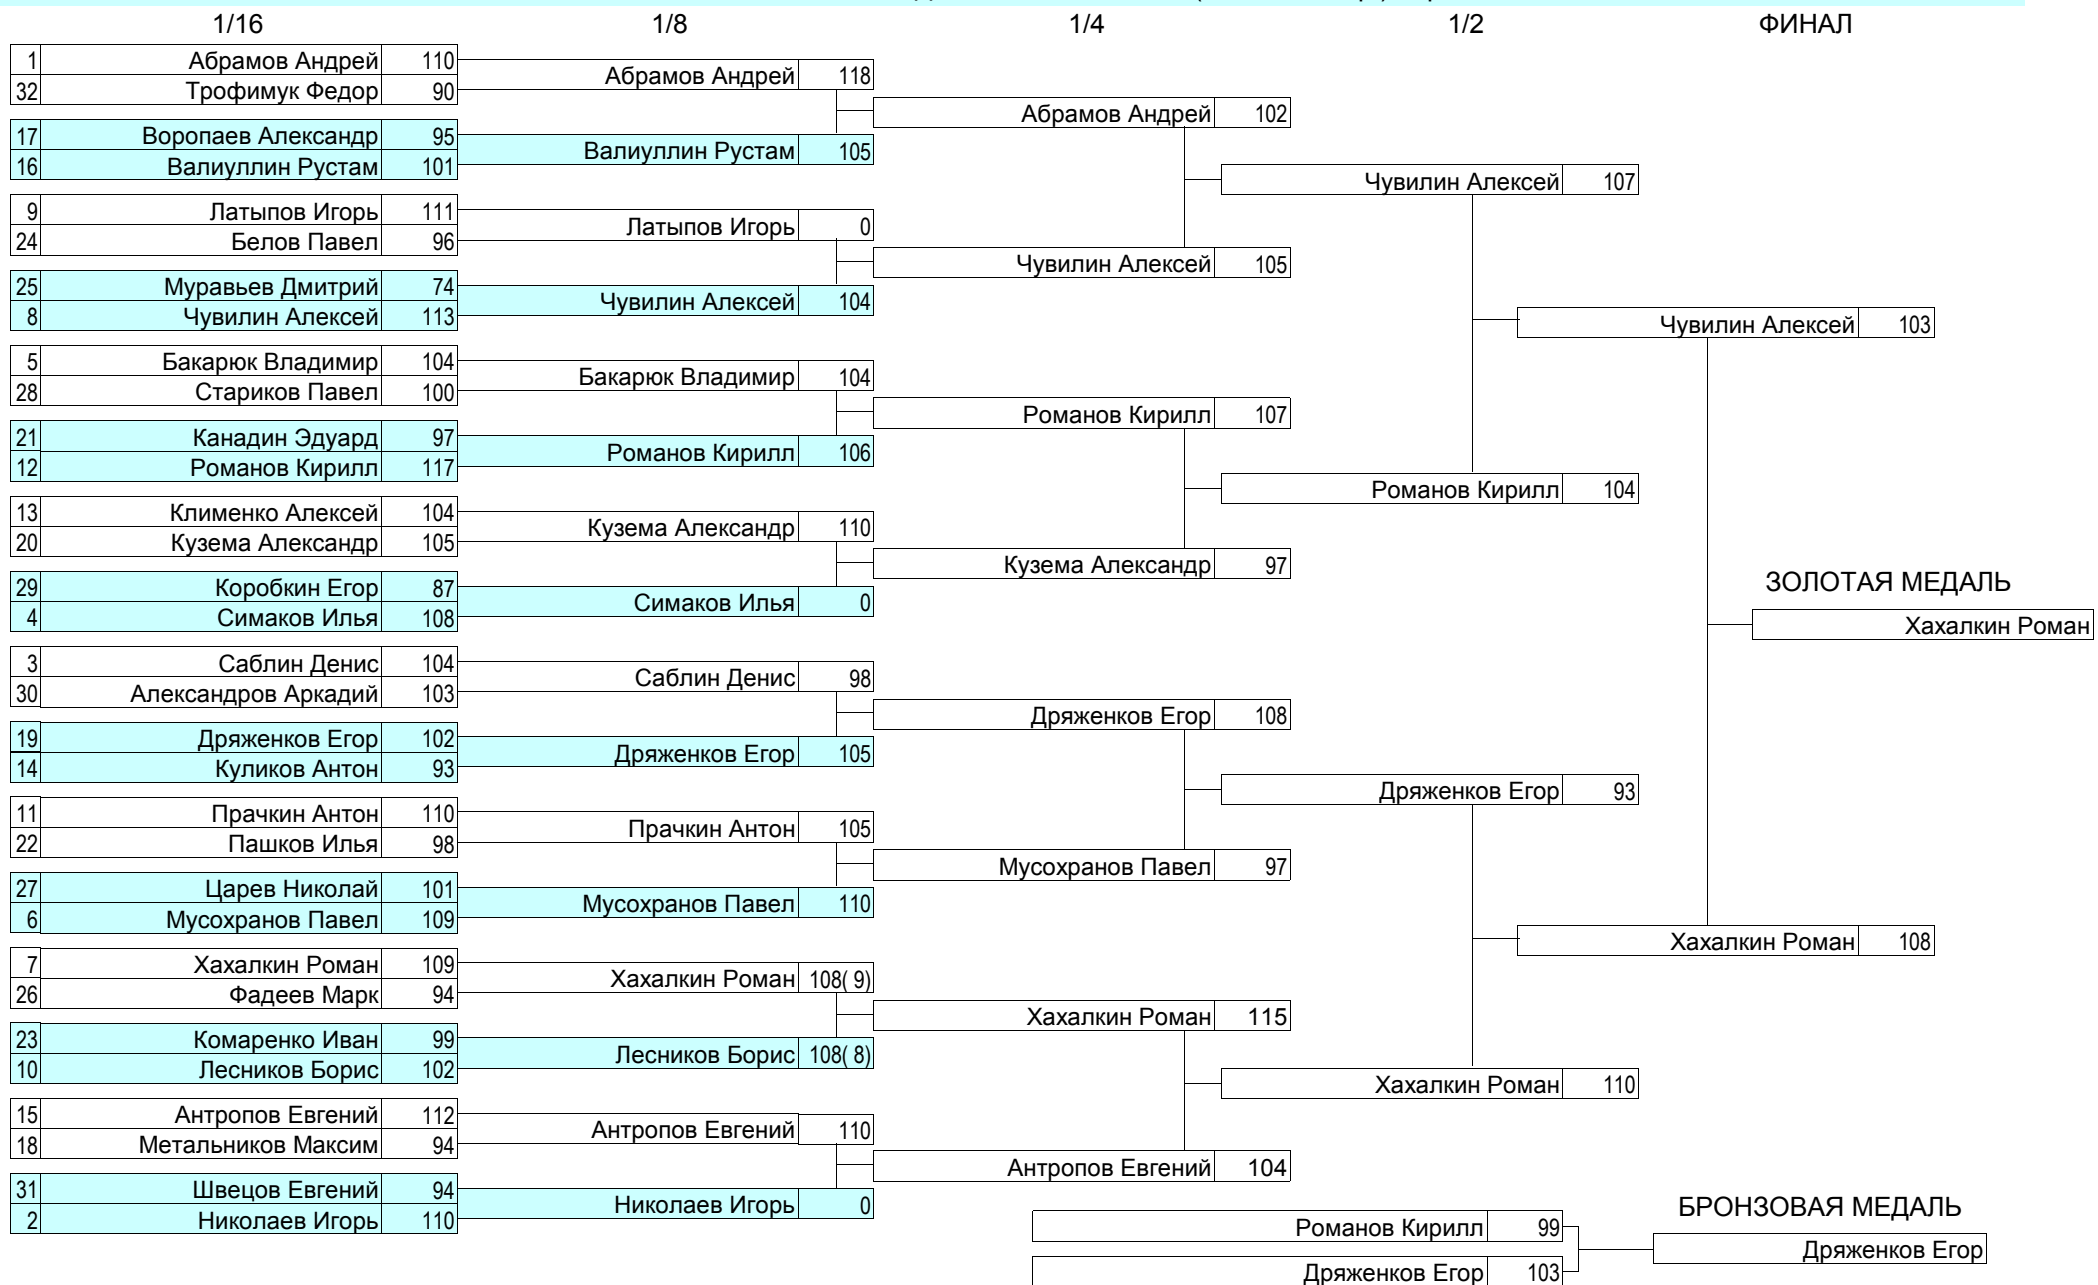 1/16 1/8 1/4 1/2 ФИНАЛ
1 Абрамов Андрей 110
32 Трофимук Федор 90
17 Воропаев Александр 95
16 Валиуллин Рустам 101
9 Латыпов Игорь 111
24 Белов Павел 96
25 Муравьев Дмитрий 74
8 Чувилин Алексей 113
5 Бакарюк Владимир 104
28 Стариков Павел 100
21 Канадин Эдуард 97
12 Романов Кирилл 117
13 Клименко Алексей 104
20 Кузема Александр 105
29 Коробкин Егор 87
4 Симаков Илья 108
3 Саблин Денис 104
30 Александров Аркадий 103
19 Дряженков Егор 102
14 Куликов Антон 93
11 Прачкин Антон 110
22 Пашков Илья 98
27 Царев Николай 101
6 Мусохранов Павел 109
7 Хахалкин Роман 109
26 Фадеев Марк 94
23 Комаренко Иван 99
10 Лесников Борис 102
15 Антропов Евгений 112
18 Метальников Максим 94
31 Швецов Евгений 94
2 Николаев Игорь 110
Абрамов Андрей 118
Валиуллин Рустам 105
Латыпов Игорь 0
Чувилин Алексей 104
Бакарюк Владимир 104
Романов Кирилл 106
Кузема Александр 110
Симаков Илья 0
Саблин Денис 98
Дряженков Егор 105
Прачкин Антон 105
Мусохранов Павел 110
Хахалкин Роман 108( 9)
Лесников Борис 108( 8)
Антропов Евгений 110
Николаев Игорь 0
Абрамов Андрей 102
Чувилин Алексей 105
Романов Кирилл 107
Кузема Александр 97
Дряженков Егор 108
Мусохранов Павел 97
Хахалкин Роман 115
Антропов Евгений 104
Чувилин Алексей 107
Романов Кирилл 104
Дряженков Егор 93
Хахалкин Роман 110
Чувилин Алексей 103
Хахалкин Роман 108
ЗОЛОТАЯ МЕДАЛЬ
Хахалкин Роман
Романов Кирилл 99
Дряженков Егор 103
БРОНЗОВАЯ МЕДАЛЬ
Дряженков Егор